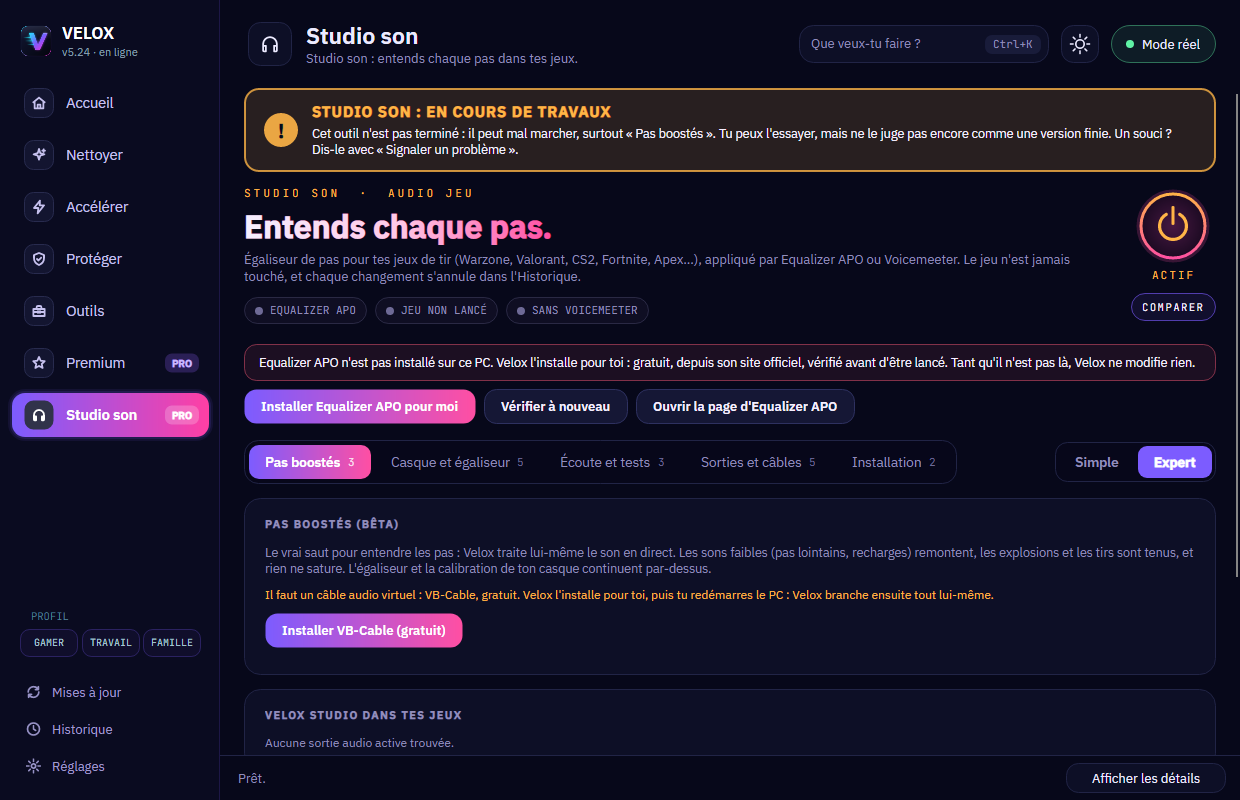 VELOX
v5.24 · en ligne
Accueil
Nettoyer
Accélérer
Protéger
Outils
Premium PRO
Studio son PRO
PROFIL
GAMER TRAVAIL FAMILLE
Mises à jour
Historique
Réglages
Studio son
Studio son : entends chaque pas dans tes jeux.
Que veux-tu faire ? Ctrl+K
Mode réel
! STUDIO SON : EN COURS DE TRAVAUX
Cet outil n'est pas terminé : il peut mal marcher, surtout « Pas boostés ». Tu peux l'essayer, mais ne le juge pas encore comme une version finie. Un souci ?
Dis-le avec « Signaler un problème ».
STUDIO SON · AUDIO JEU
Entends chaque pas.
Égaliseur de pas pour tes jeux de tir (Warzone, Valorant, CS2, Fortnite, Apex...), appliqué par Equalizer APO ou Voicemeeter. Le jeu n'est jamais
touché, et chaque changement s'annule dans l'Historique.
EQUALIZER APO JEU NON LANCÉ SANS VOICEMEETER
ACTIF
COMPARER
Equalizer APO n'est pas installé sur ce PC. Velox l'installe pour toi : gratuit, depuis son site officiel, vérifié avant d'être lancé. Tant qu'il n'est pas là, Velox ne modifie rien.
Installer Equalizer APO pour moi Vérifier à nouveau Ouvrir la page d'Equalizer APO
Pas boostés 3 Casque et égaliseur 5 Écoute et tests 3 Sorties et câbles 5 Installation 2
Simple Expert
PAS BOOSTÉS (BÊTA)
Le vrai saut pour entendre les pas : Velox traite lui-même le son en direct. Les sons faibles (pas lointains, recharges) remontent, les explosions et les tirs sont tenus, et
rien ne sature. L'égaliseur et la calibration de ton casque continuent par-dessus.
Il faut un câble audio virtuel : VB-Cable, gratuit. Velox l'installe pour toi, puis tu redémarres le PC : Velox branche ensuite tout lui-même.
Installer VB-Cable (gratuit)
VELOX STUDIO DANS TES JEUX
Aucune sortie audio active trouvée.
Prêt.
Afficher les détails